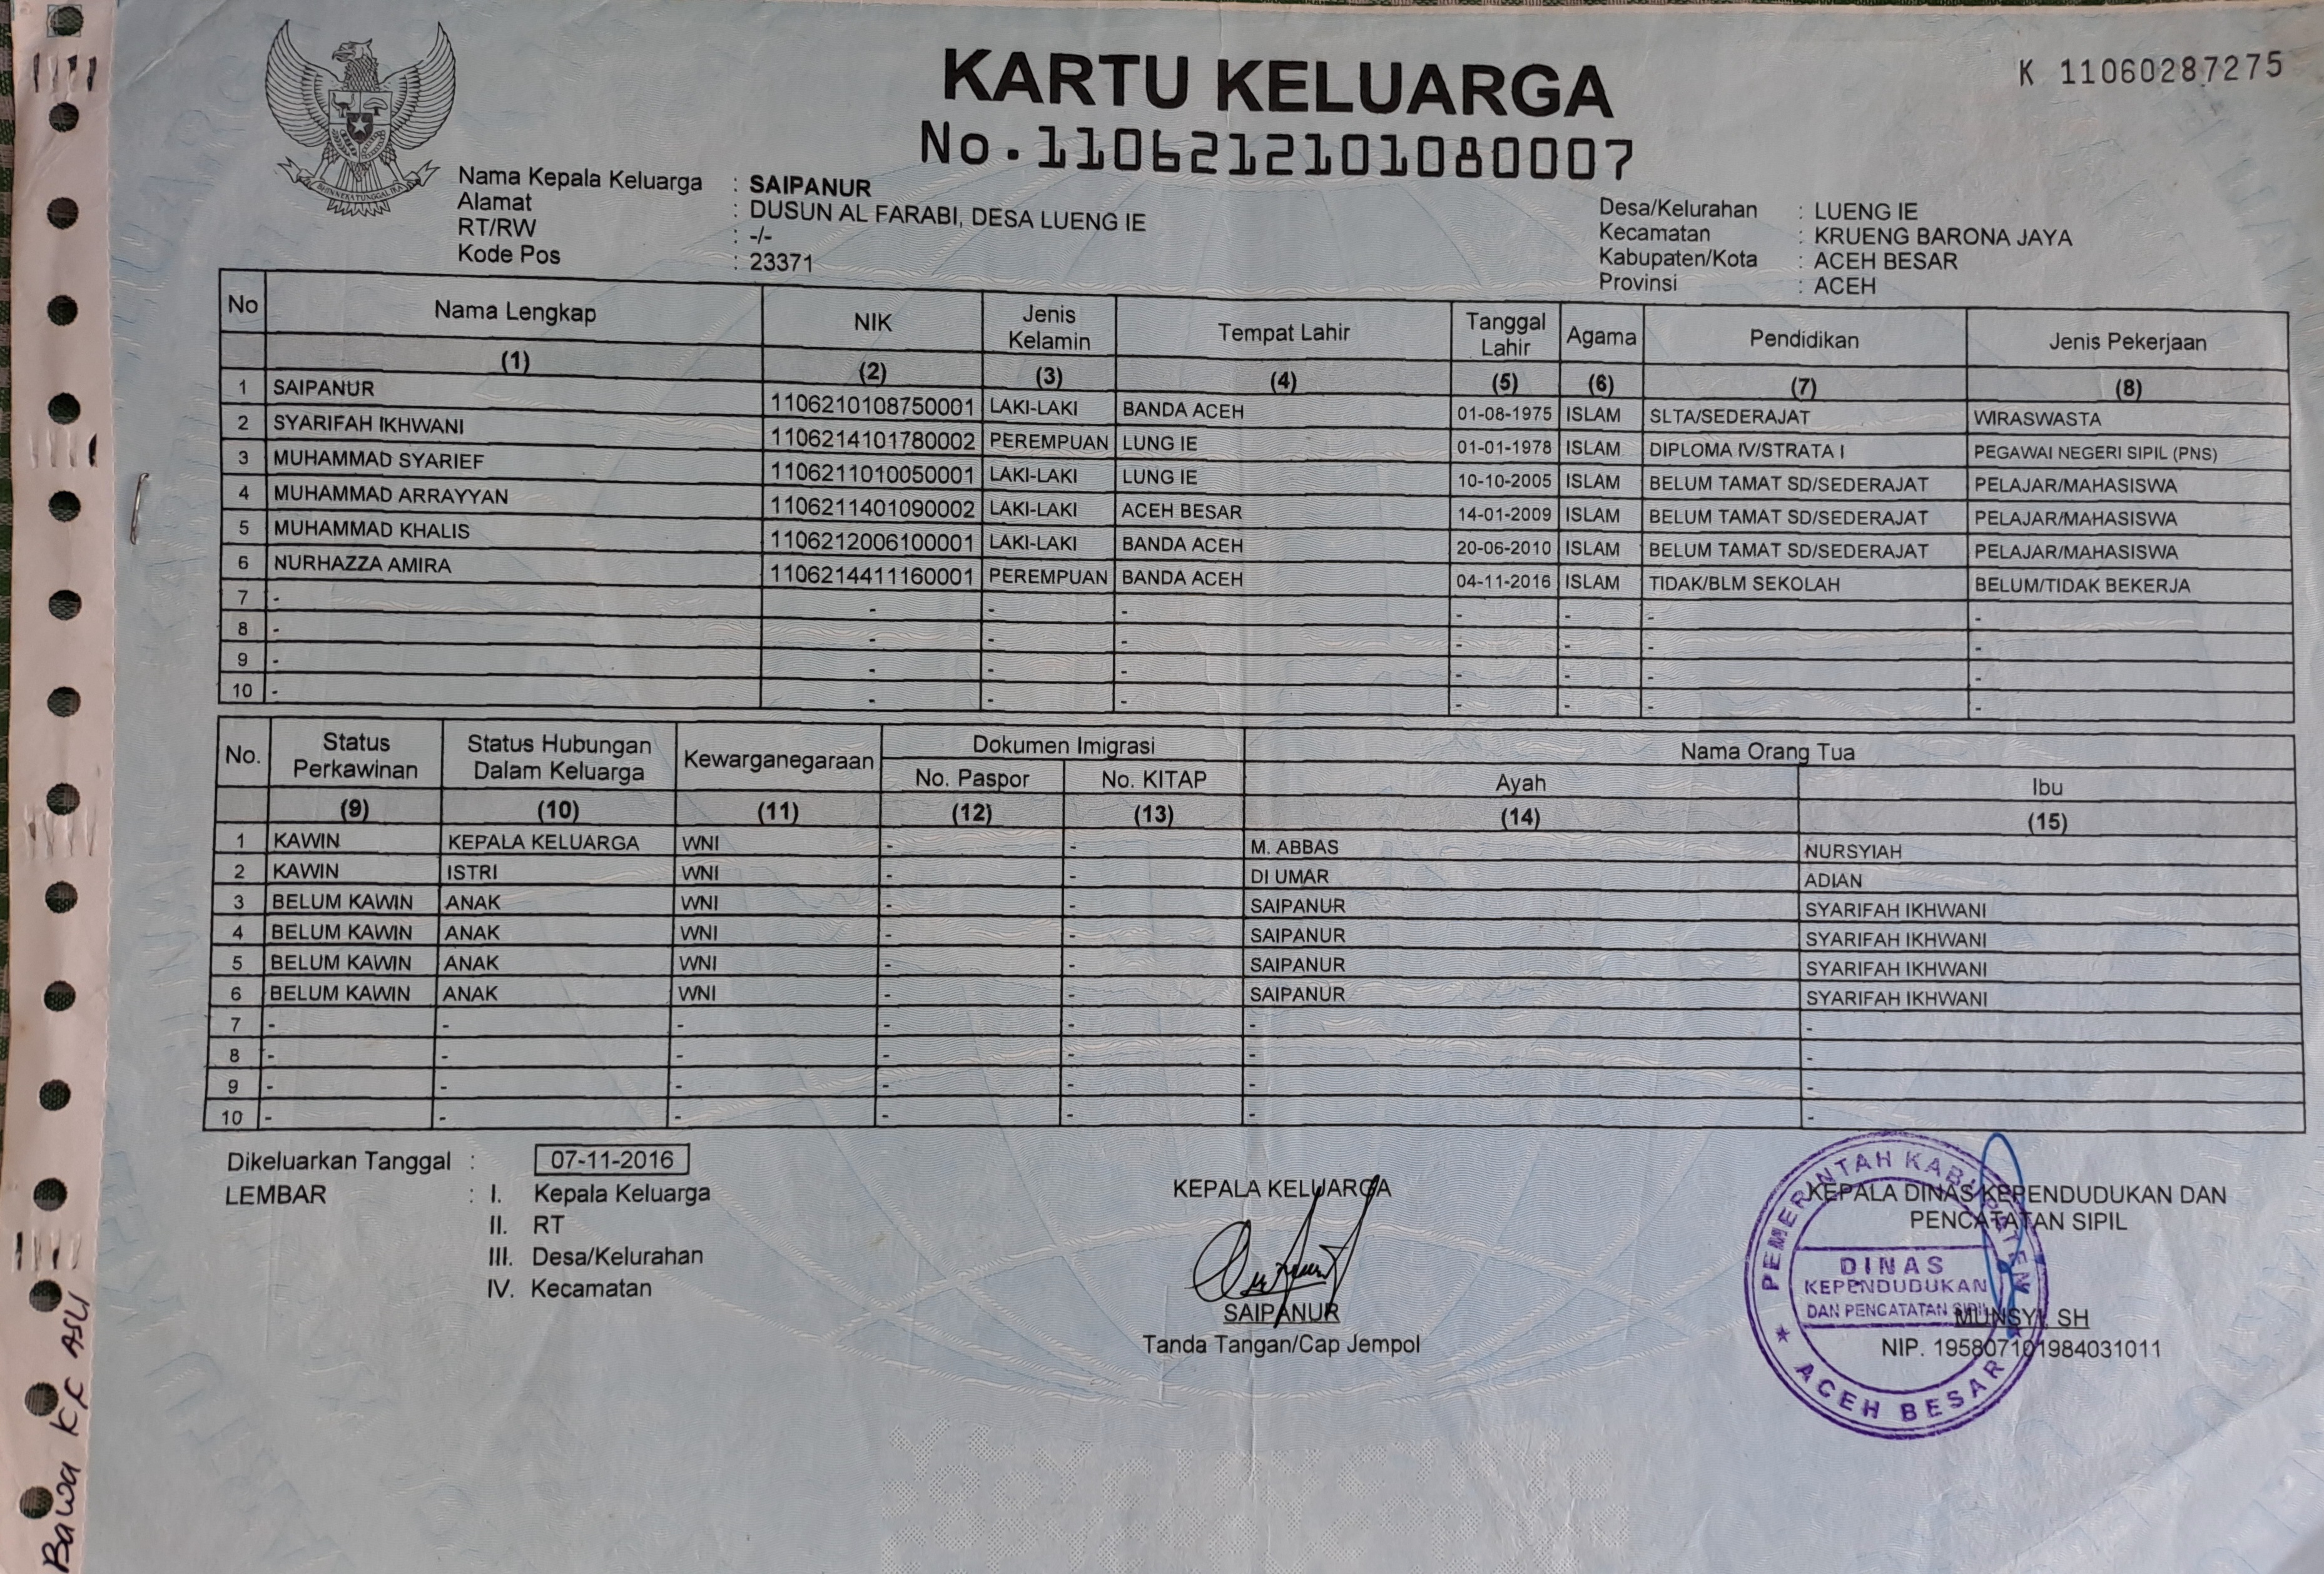 KARTU KELUARGA
No.1106212101080007
K 11060287275
BHINNEKA TUNGGAL IKA
Nama Kepala Keluarga : SAIPANUR
Alamat : DUSUN AL FARABI, DESA LUENG IE
RT/RW : -/-
Kode Pos : 23371
Desa/Kelurahan : LUENG IE
Kecamatan : KRUENG BARONA JAYA
Kabupaten/Kota : ACEH BESAR
Provinsi : ACEH
No Nama Lengkap NIK Jenis Kelamin Tempat Lahir Tanggal Lahir Agama Pendidikan Jenis Pekerjaan
(1) (2) (3) (4) (5) (6) (7) (8)
1 SAIPANUR 1106210108750001 LAKI-LAKI BANDA ACEH 01-08-1975 ISLAM SLTA/SEDERAJAT WIRASWASTA
2 SYARIFAH IKHWANI 1106214101780002 PEREMPUAN LUNG IE 01-01-1978 ISLAM DIPLOMA IV/STRATA I PEGAWAI NEGERI SIPIL (PNS)
3 MUHAMMAD SYARIEF 1106211010050001 LAKI-LAKI LUNG IE 10-10-2005 ISLAM BELUM TAMAT SD/SEDERAJAT PELAJAR/MAHASISWA
4 MUHAMMAD ARRAYYAN 1106211401090002 LAKI-LAKI ACEH BESAR 14-01-2009 ISLAM BELUM TAMAT SD/SEDERAJAT PELAJAR/MAHASISWA
5 MUHAMMAD KHALIS 1106212006100001 LAKI-LAKI BANDA ACEH 20-06-2010 ISLAM BELUM TAMAT SD/SEDERAJAT PELAJAR/MAHASISWA
6 NURHAZZA AMIRA 1106214411160001 PEREMPUAN BANDA ACEH 04-11-2016 ISLAM TIDAK/BLM SEKOLAH BELUM/TIDAK BEKERJA
7 - - - - - - - -
8 - - - - - - - -
9 - - - - - - - -
10 - - - - - - - -
No. Status Perkawinan Status Hubungan Dalam Keluarga Kewarganegaraan Dokumen Imigrasi Nama Orang Tua
No. Paspor No. KITAP Ayah Ibu
(9) (10) (11) (12) (13) (14) (15)
1 KAWIN KEPALA KELUARGA WNI - - M. ABBAS NURSYIAH
2 KAWIN ISTRI WNI - - DI UMAR ADIAN
3 BELUM KAWIN ANAK WNI - - SAIPANUR SYARIFAH IKHWANI
4 BELUM KAWIN ANAK WNI - - SAIPANUR SYARIFAH IKHWANI
5 BELUM KAWIN ANAK WNI - - SAIPANUR SYARIFAH IKHWANI
6 BELUM KAWIN ANAK WNI - - SAIPANUR SYARIFAH IKHWANI
7 - - - - - - -
8 - - - - - - -
9 - - - - - - -
10 - - - - - - -
Dikeluarkan Tanggal : 07-11-2016
LEMBAR : I. Kepala Keluarga
II. RT
III. Desa/Kelurahan
IV. Kecamatan
KEPALA KELUARGA
SAIPANUR
Tanda Tangan/Cap Jempol
KEPALA DINAS KEPENDUDUKAN DAN
PENCATATAN SIPIL
MUNSYI, SH
NIP. 195807101984031011
PEMERINTAH KABUPATEN
DINAS
KEPENDUDUKAN
DAN PENCATATAN SIPIL
ACEH BESAR
Bawa KK ASLI